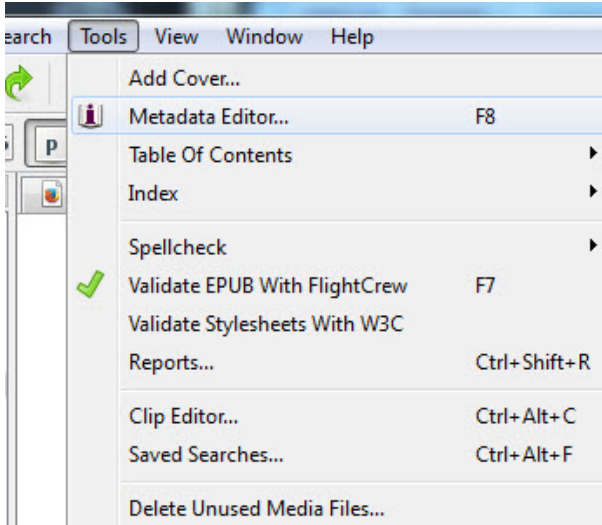 earch Tools View Window Help
Add Cover...
Metadata Editor... F8
p
Table Of Contents
Index
Spellcheck
Validate EPUB With FlightCrew F7
Validate Stylesheets With W3C
Reports... Ctrl+Shift+R
Clip Editor... Ctrl+Alt+C
Saved Searches... Ctrl+Alt+F
Delete Unused Media Files...